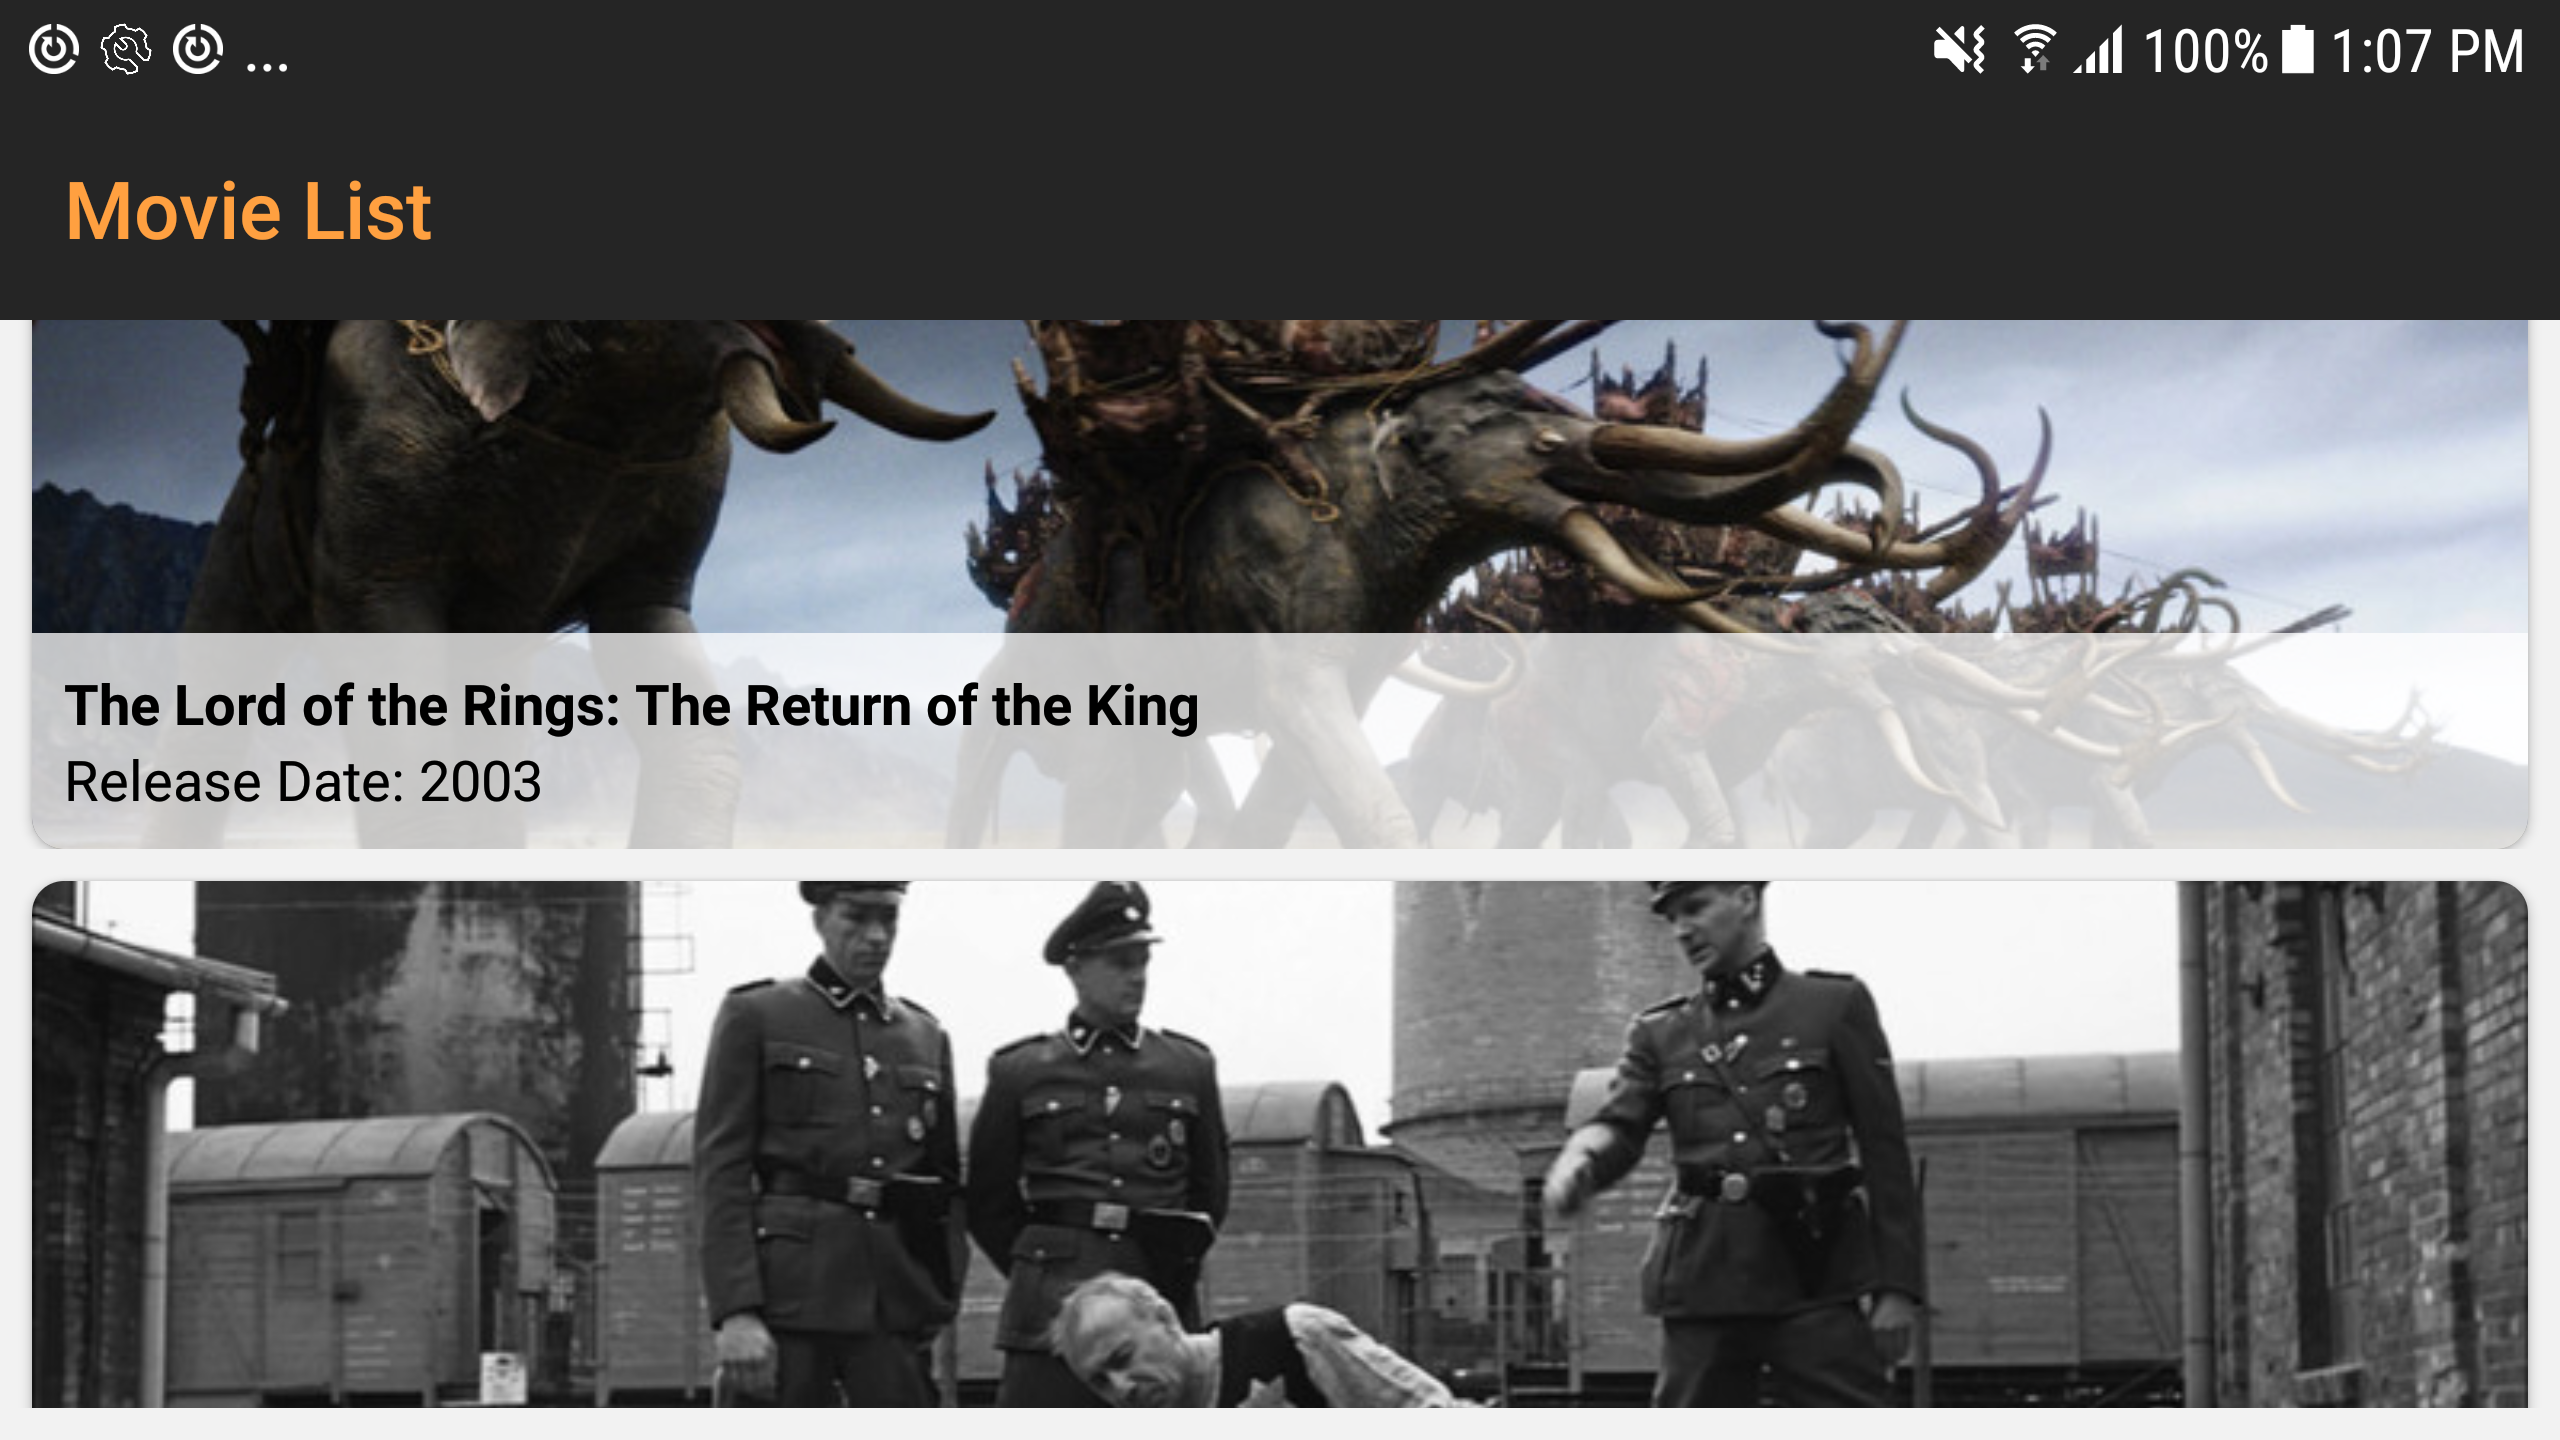 ... 100% 1:07 PM
Movie List
The Lord of the Rings: The Return of the King
Release Date: 2003